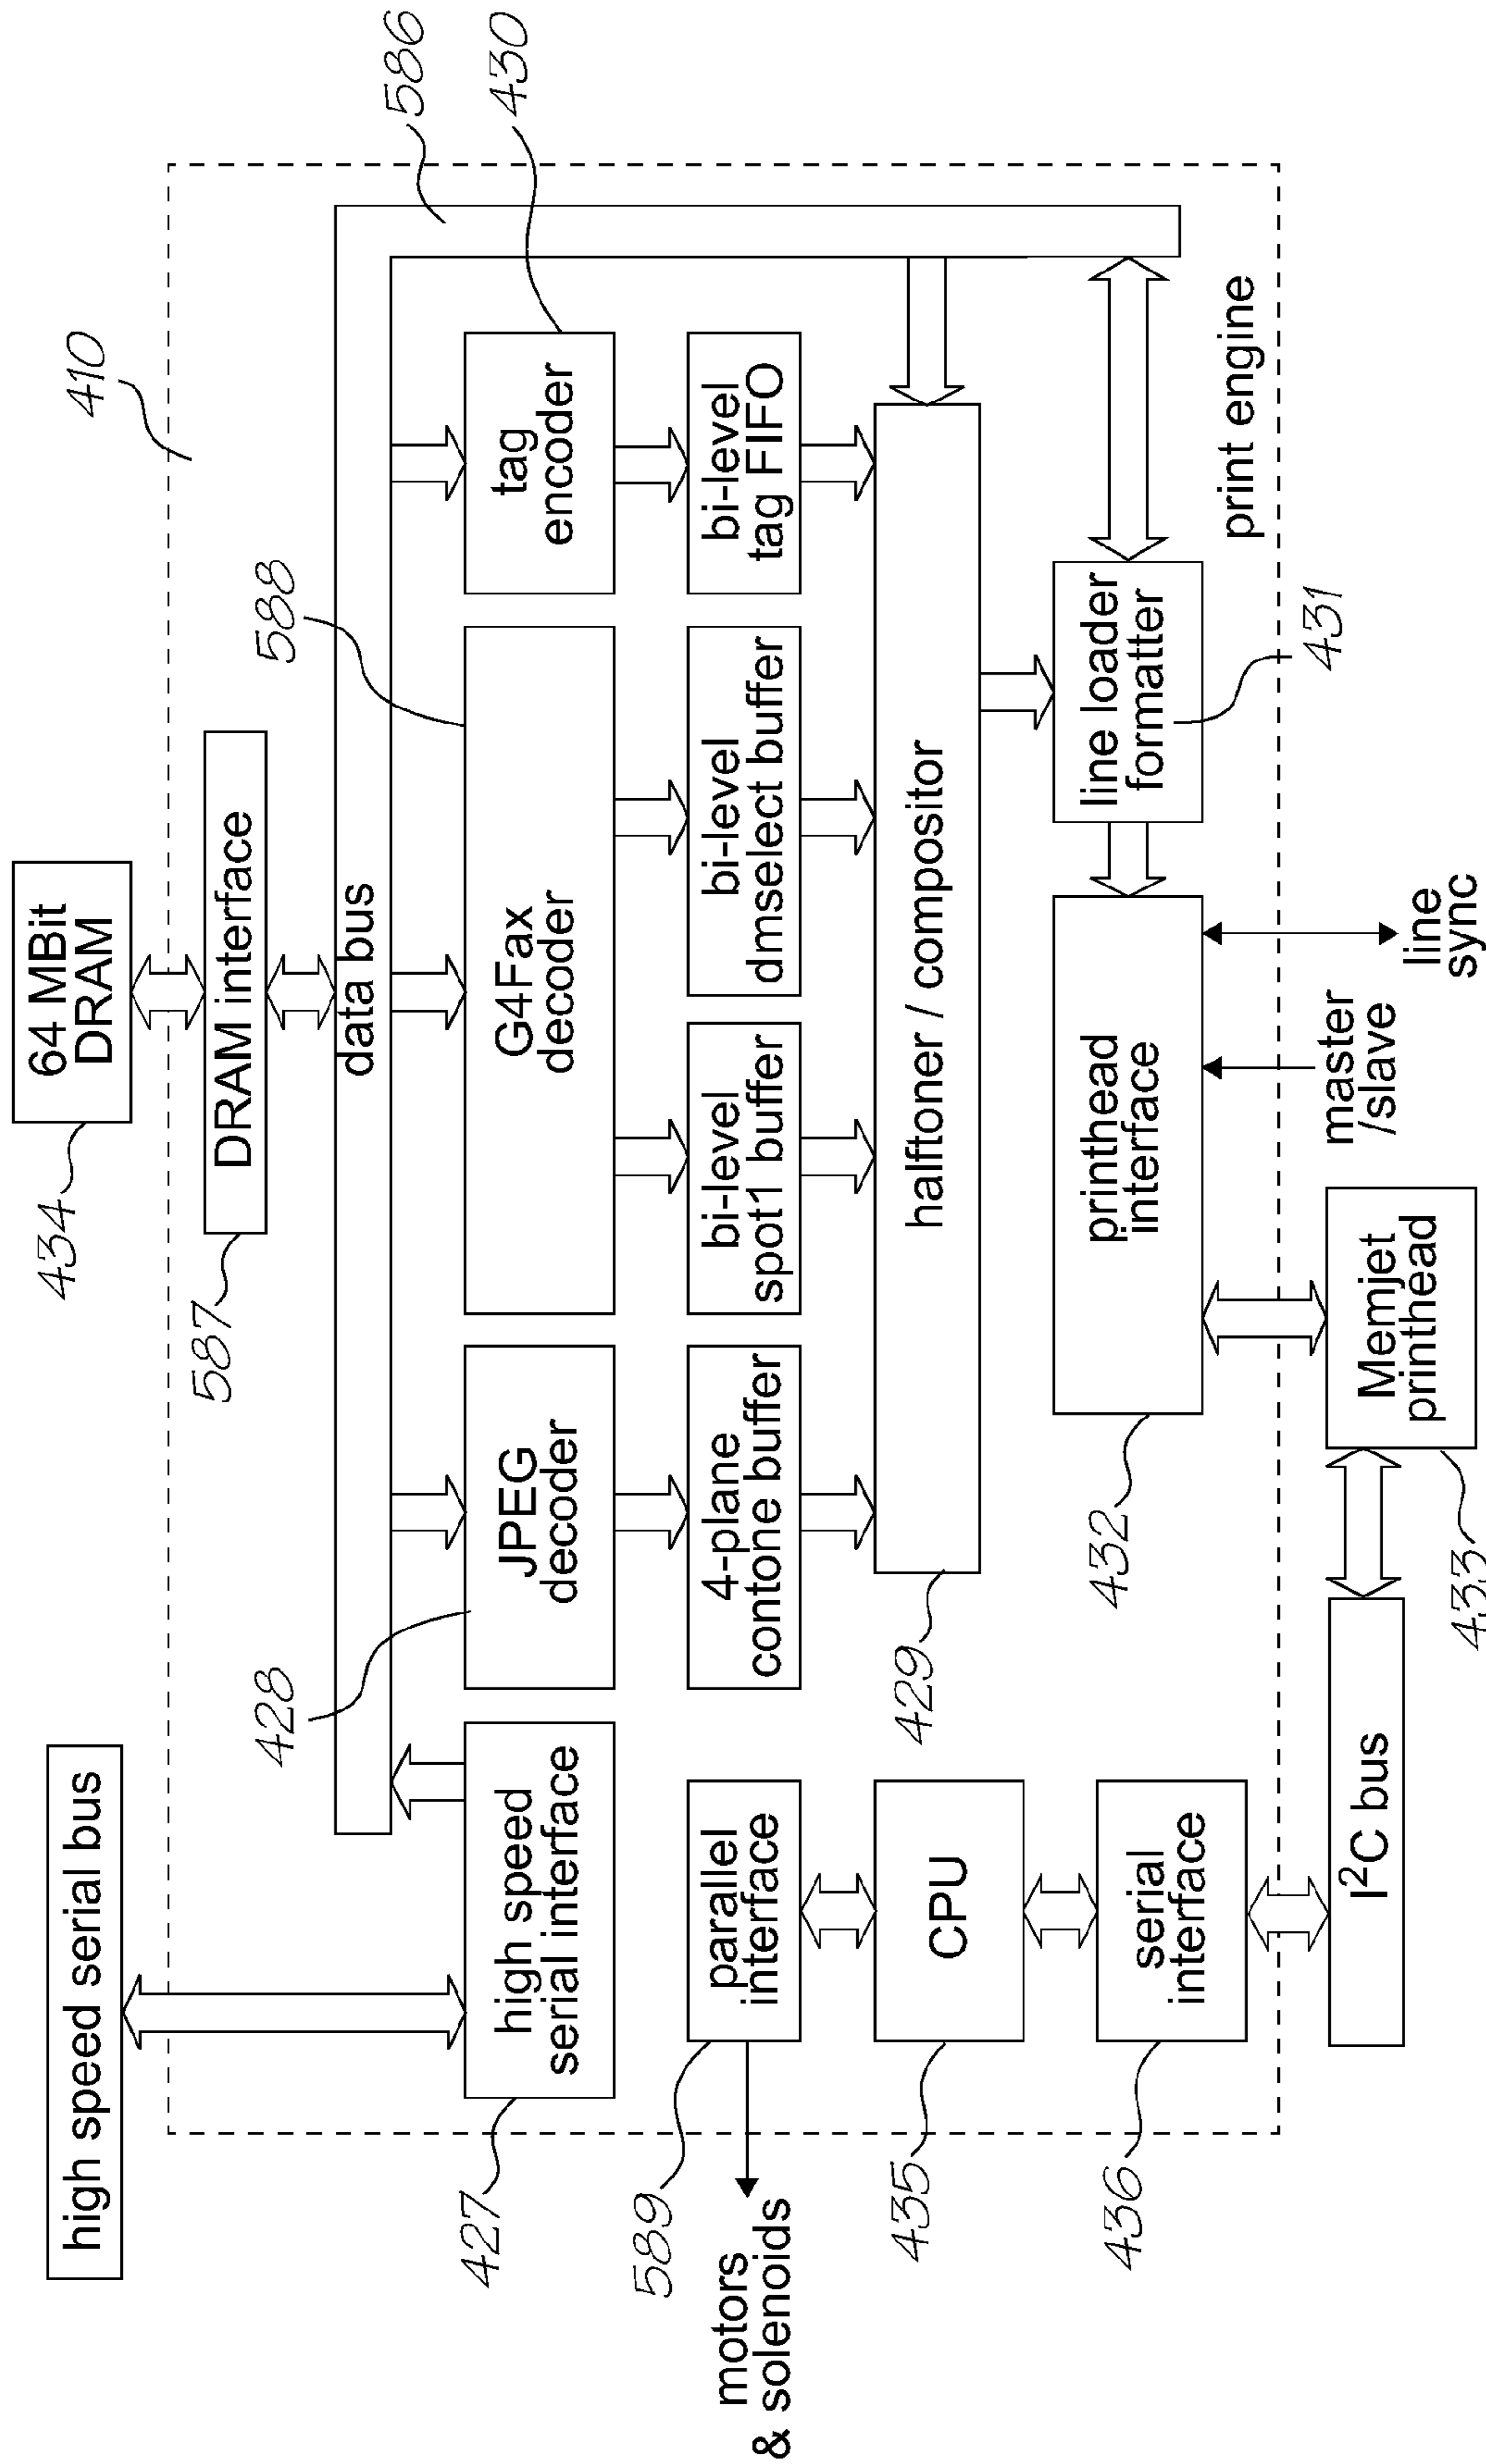 high speed serial bus
64 MBit
DRAM
434
410
587
DRAM interface
586
430
588
data bus
428
high speed
serial interface
427
JPEG
decoder
G4Fax
decoder
tag
encoder
589
parallel
interface
motors
& solenoids
4-plane
contone buffer
bi-level
spot1 buffer
bi-level
dmselect buffer
bi-level
tag FIFO
435
CPU
429
halftoner / compositor
436
serial
interface
432
printhead
interface
line loader
formatter
print engine
431
master
/slave
line
sync
I²C bus
433
Memjet
printhead